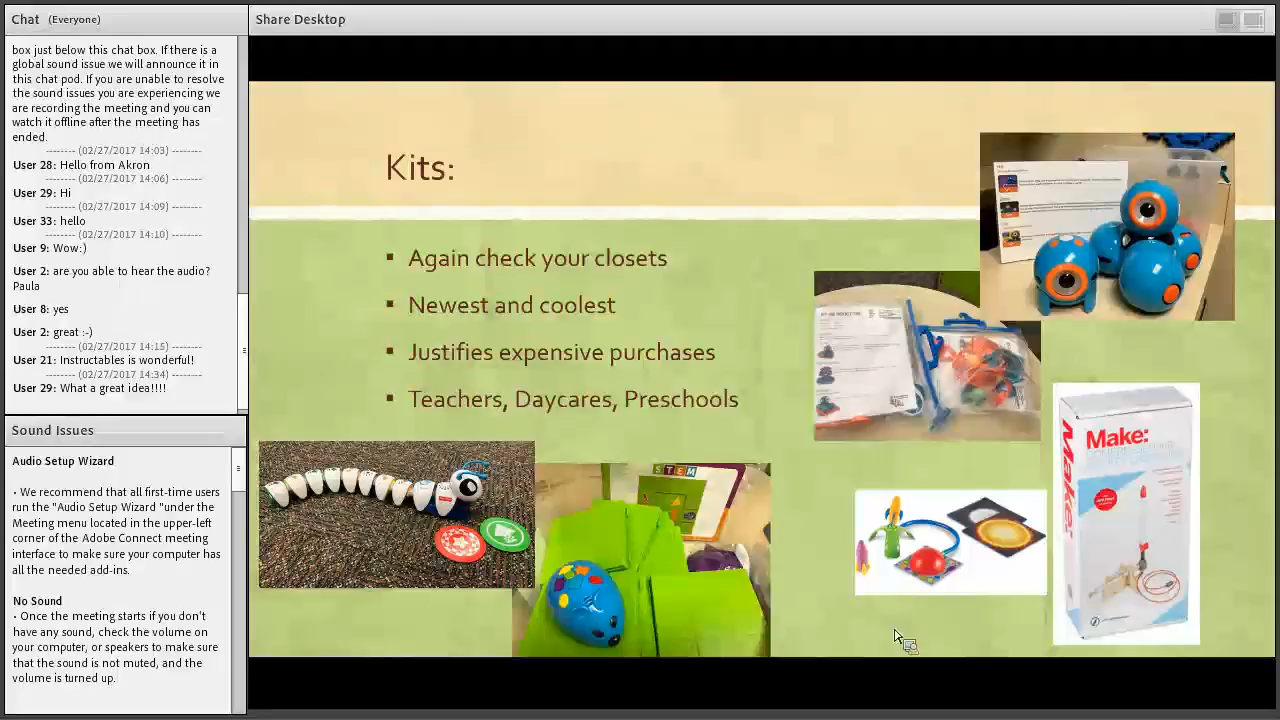 Chat (Everyone)
box just below this chat box. If there is a
global sound issue we will announce it in
this chat pod. If you are unable to resolve
the sound issues you are experiencing we
are recording the meeting and you can
watch it offline after the meeting has
ended.
-------- (02/27/2017 14:03) --------
User 28: Hello from Akron
-------- (02/27/2017 14:06) --------
User 29: Hi
-------- (02/27/2017 14:09) --------
User 33: hello
-------- (02/27/2017 14:10) --------
User 9: Wow:)
User 2: are you able to hear the audio?
Paula
User 8: yes
User 2: great :-)
-------- (02/27/2017 14:15) --------
User 21: Instructables is wonderful!
-------- (02/27/2017 14:34) --------
User 29: What a great idea!!!!
Sound Issues
Audio Setup Wizard
• We recommend that all first-time users
run the "Audio Setup Wizard "under the
Meeting menu located in the upper-left
corner of the Adobe Connect meeting
interface to make sure your computer has
all the needed add-ins.
No Sound
• Once the meeting starts if you don't
have any sound, check the volume on
your computer, or speakers to make sure
that the sound is not muted, and the
volume is turned up.
Share Desktop
Kits:
▪ Again check your closets
▪ Newest and coolest
▪ Justifies expensive purchases
▪ Teachers, Daycares, Preschools
STEM
Make:
Make: